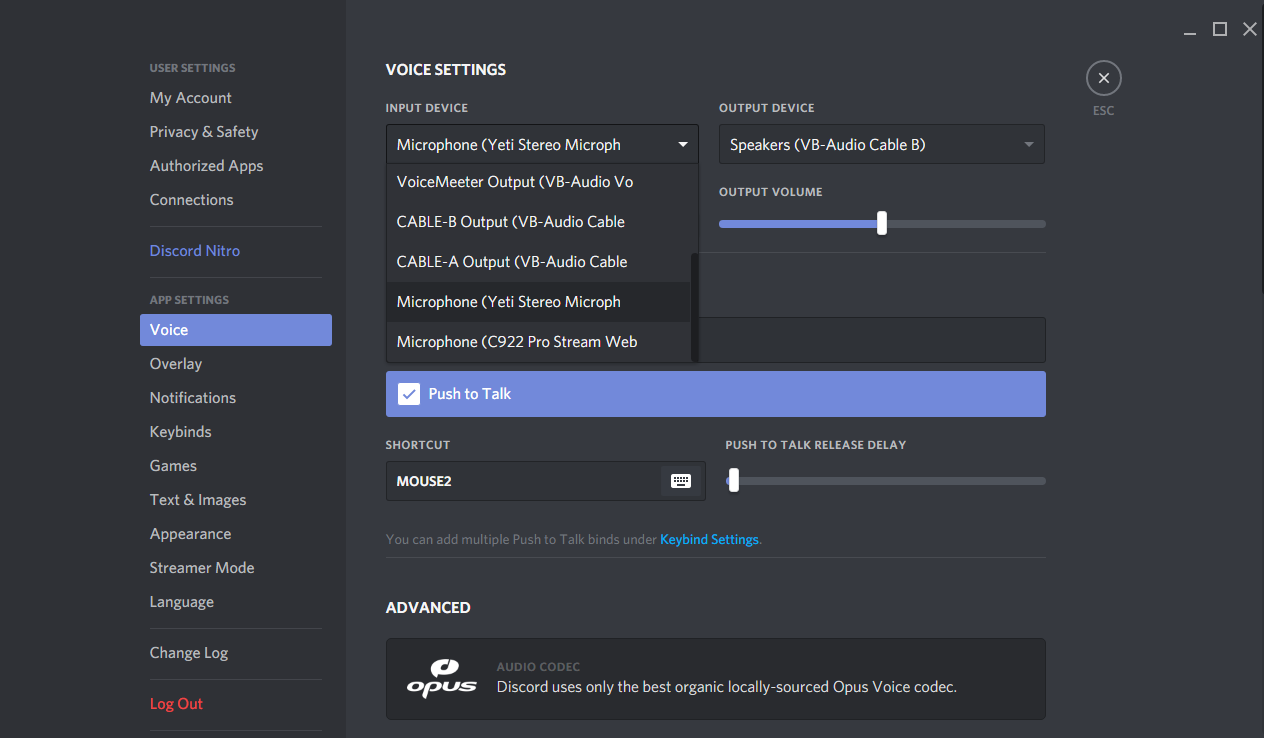 USER SETTINGS
My Account
Privacy & Safety
Authorized Apps
Connections
Discord Nitro
APP SETTINGS
Voice
Overlay
Notifications
Keybinds
Games
Text & Images
Appearance
Streamer Mode
Language
Change Log
Log Out
VOICE SETTINGS
INPUT DEVICE
Microphone (Yeti Stereo Microph
VoiceMeeter Output (VB-Audio Vo
CABLE-B Output (VB-Audio Cable
CABLE-A Output (VB-Audio Cable
Microphone (Yeti Stereo Microph
Microphone (C922 Pro Stream Web
OUTPUT DEVICE
Speakers (VB-Audio Cable B)
OUTPUT VOLUME
Push to Talk
SHORTCUT
MOUSE2
PUSH TO TALK RELEASE DELAY
You can add multiple Push to Talk binds under Keybind Settings.
ADVANCED
opus
AUDIO CODEC
Discord uses only the best organic locally-sourced Opus Voice codec.
ESC